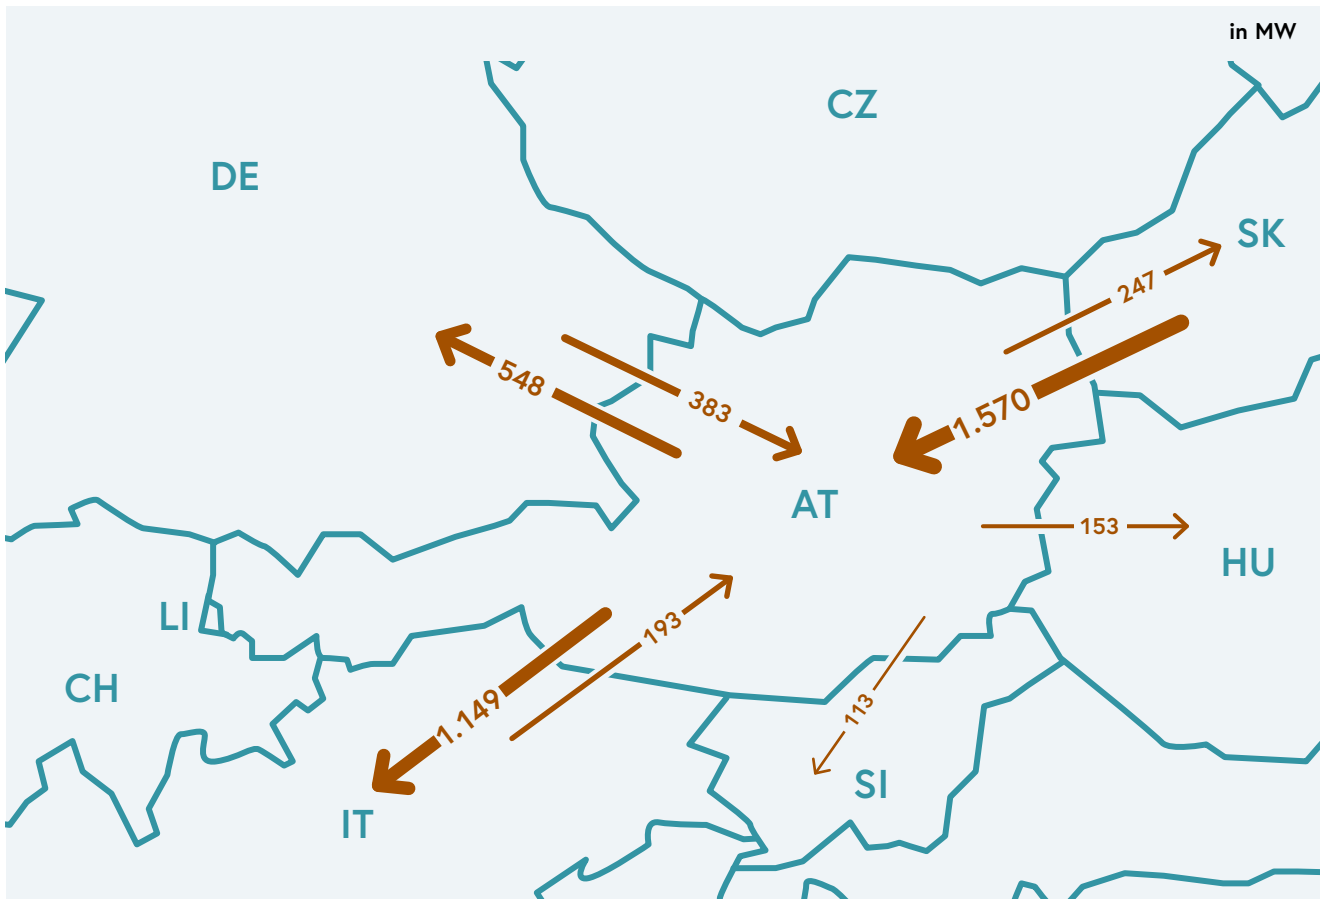 in MW
CZ
DE
SK
247
548
383
1.570
AT
153
HU
LI
193
CH
1.149
113
SI
IT